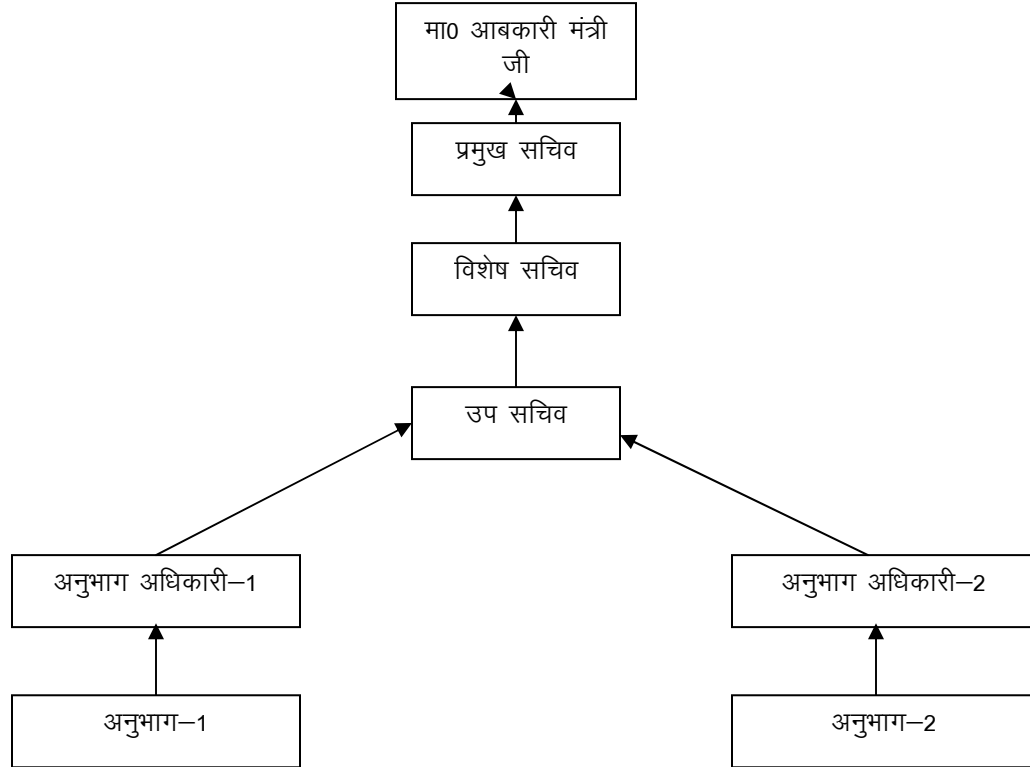 मा0 आबकारी मंत्री
जी
प्रमुख सचिव
विशेष सचिव
उप सचिव
अनुभाग अधिकारी–1
अनुभाग अधिकारी–2
अनुभाग–1
अनुभाग–2